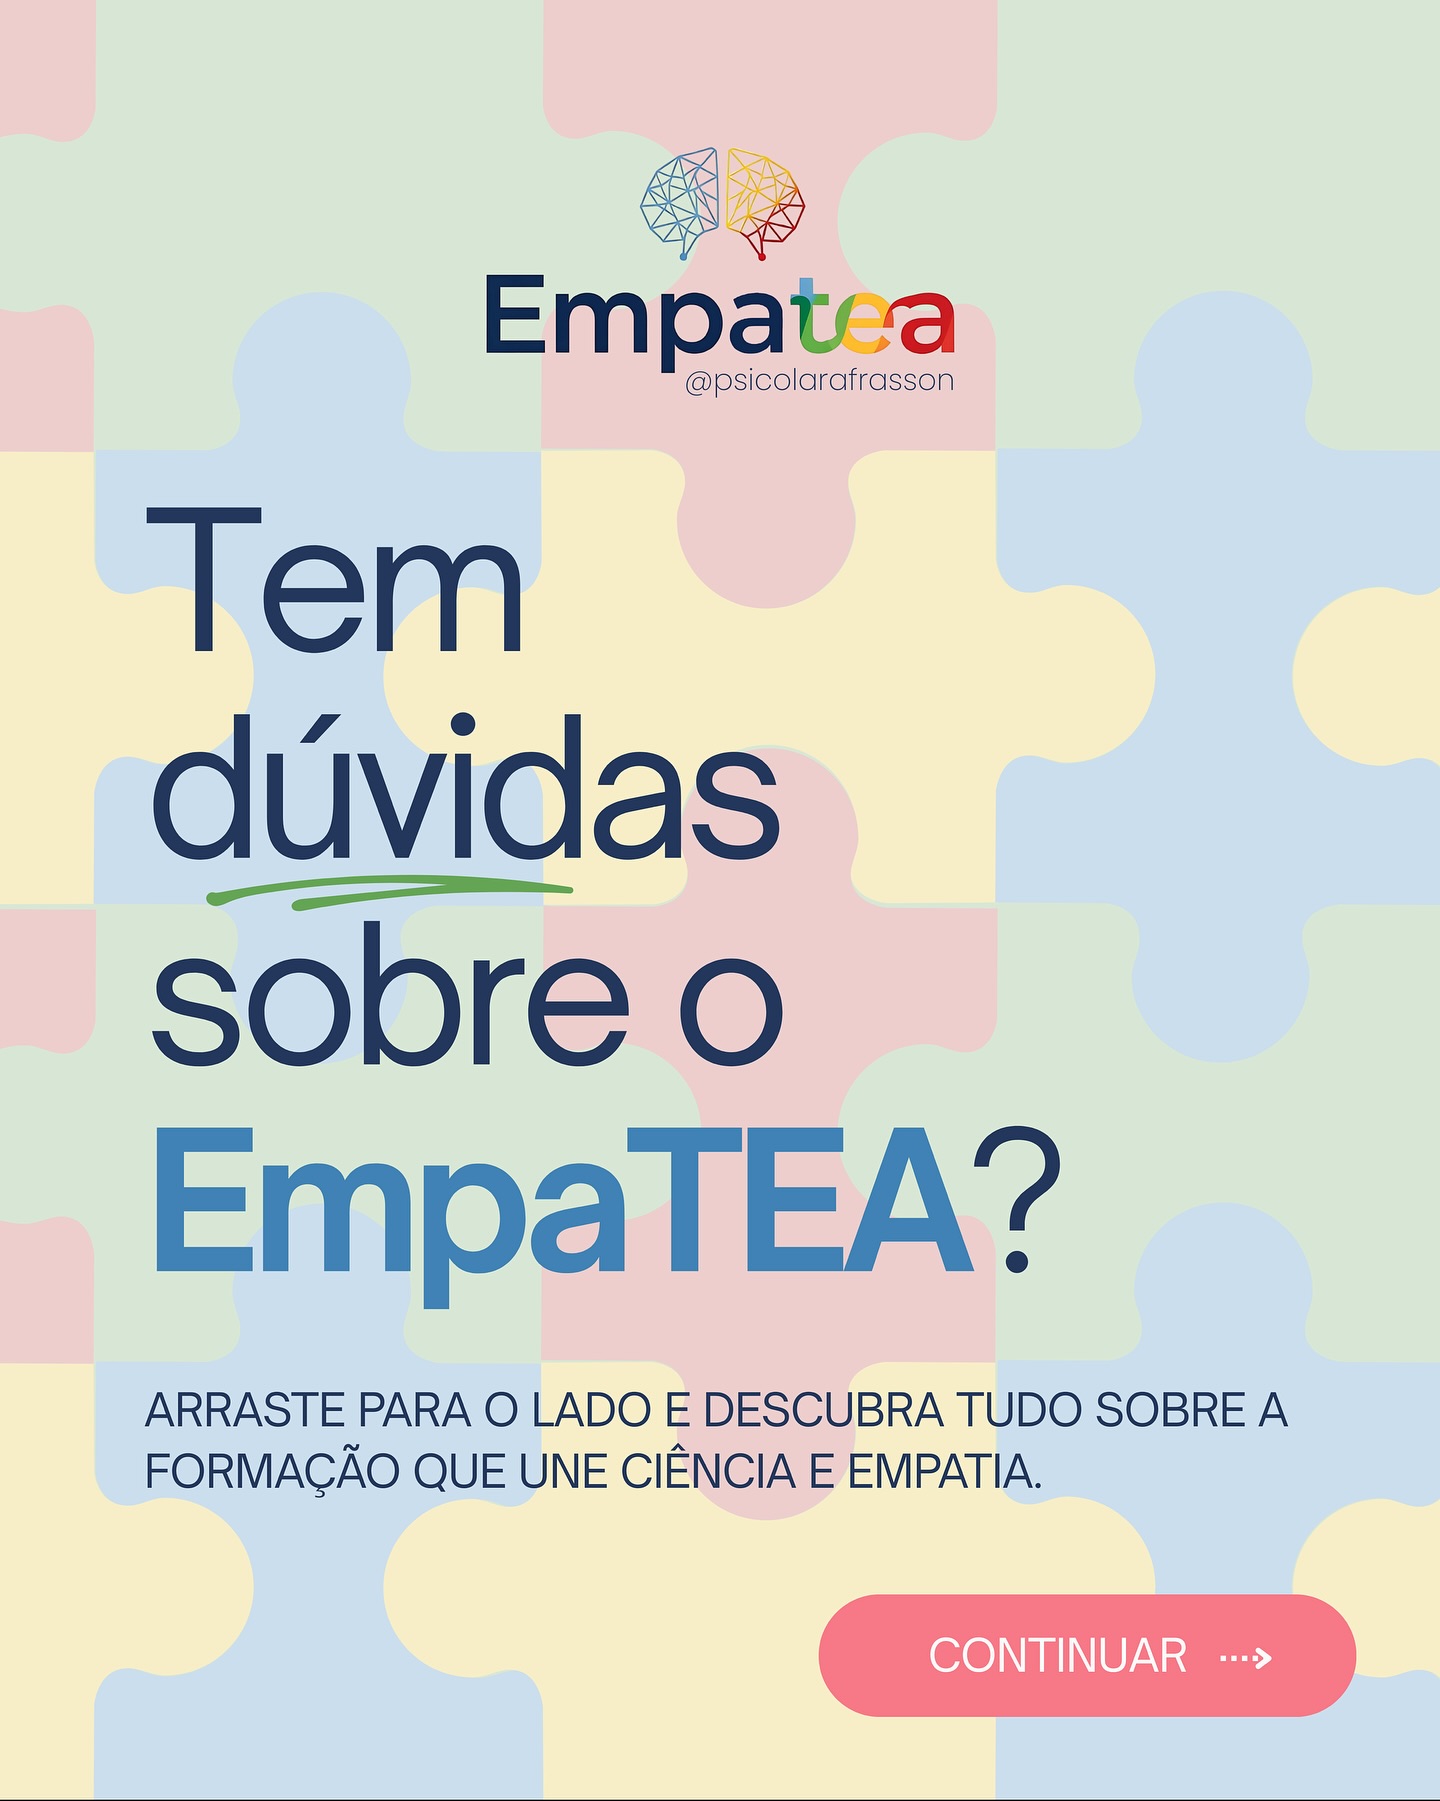 Empatea
@psicolarafrasson
Tem
dúvidas
sobre o
EmpaTEA?
ARRASTE PARA O LADO E DESCUBRA TUDO SOBRE A
FORMAÇÃO QUE UNE CIÊNCIA E EMPATIA.
CONTINUAR